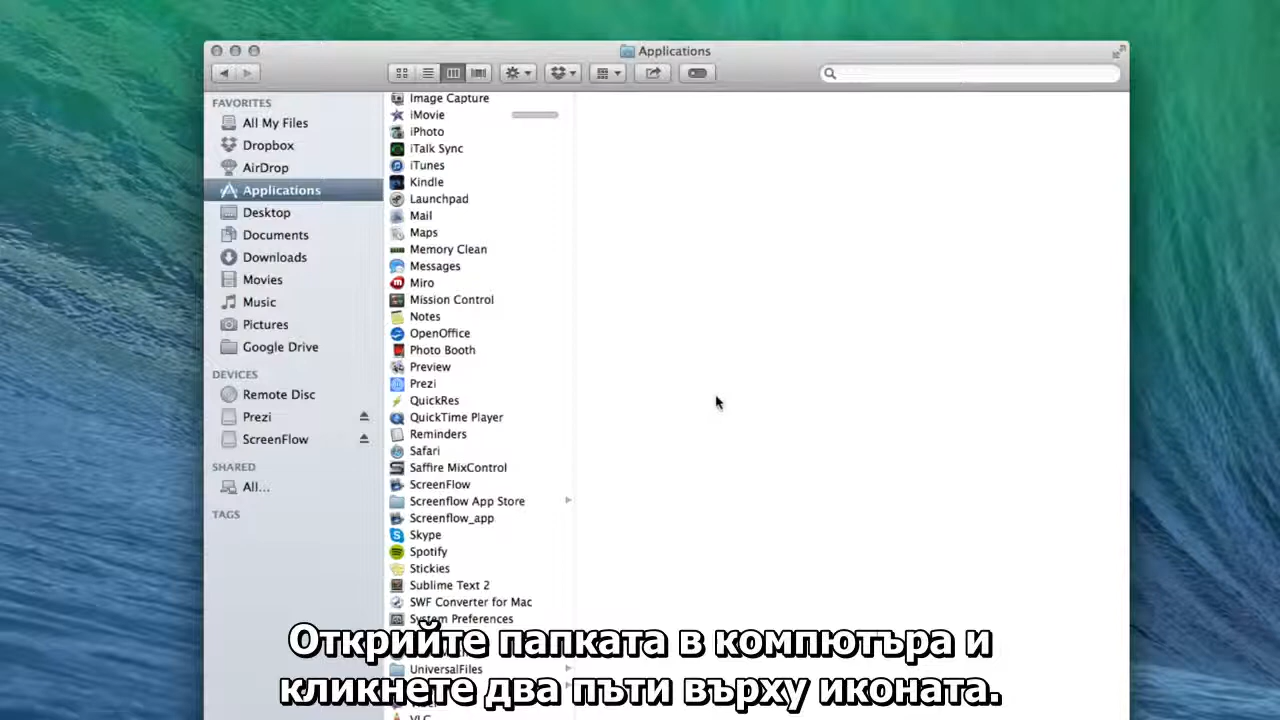 Applications
FAVORITES
All My Files
Dropbox
AirDrop
Applications
Desktop
Documents
Downloads
Movies
Music
Pictures
Google Drive
DEVICES
Remote Disc
Prezi
ScreenFlow
SHARED
All...
TAGS
Image Capture
iMovie
iPhoto
iTalk Sync
iTunes
Kindle
Launchpad
Mail
Maps
Memory Clean
Messages
Miro
Mission Control
Notes
OpenOffice
Photo Booth
Preview
Prezi
QuickRes
QuickTime Player
Reminders
Safari
Saffire MixControl
ScreenFlow
Screenflow App Store
Screenflow_app
Skype
Spotify
Stickies
Sublime Text 2
SWF Converter for Mac
System Preferences
UniversalFiles
VLC
Открийте папката в компютъра и
кликнете два пъти върху иконата.